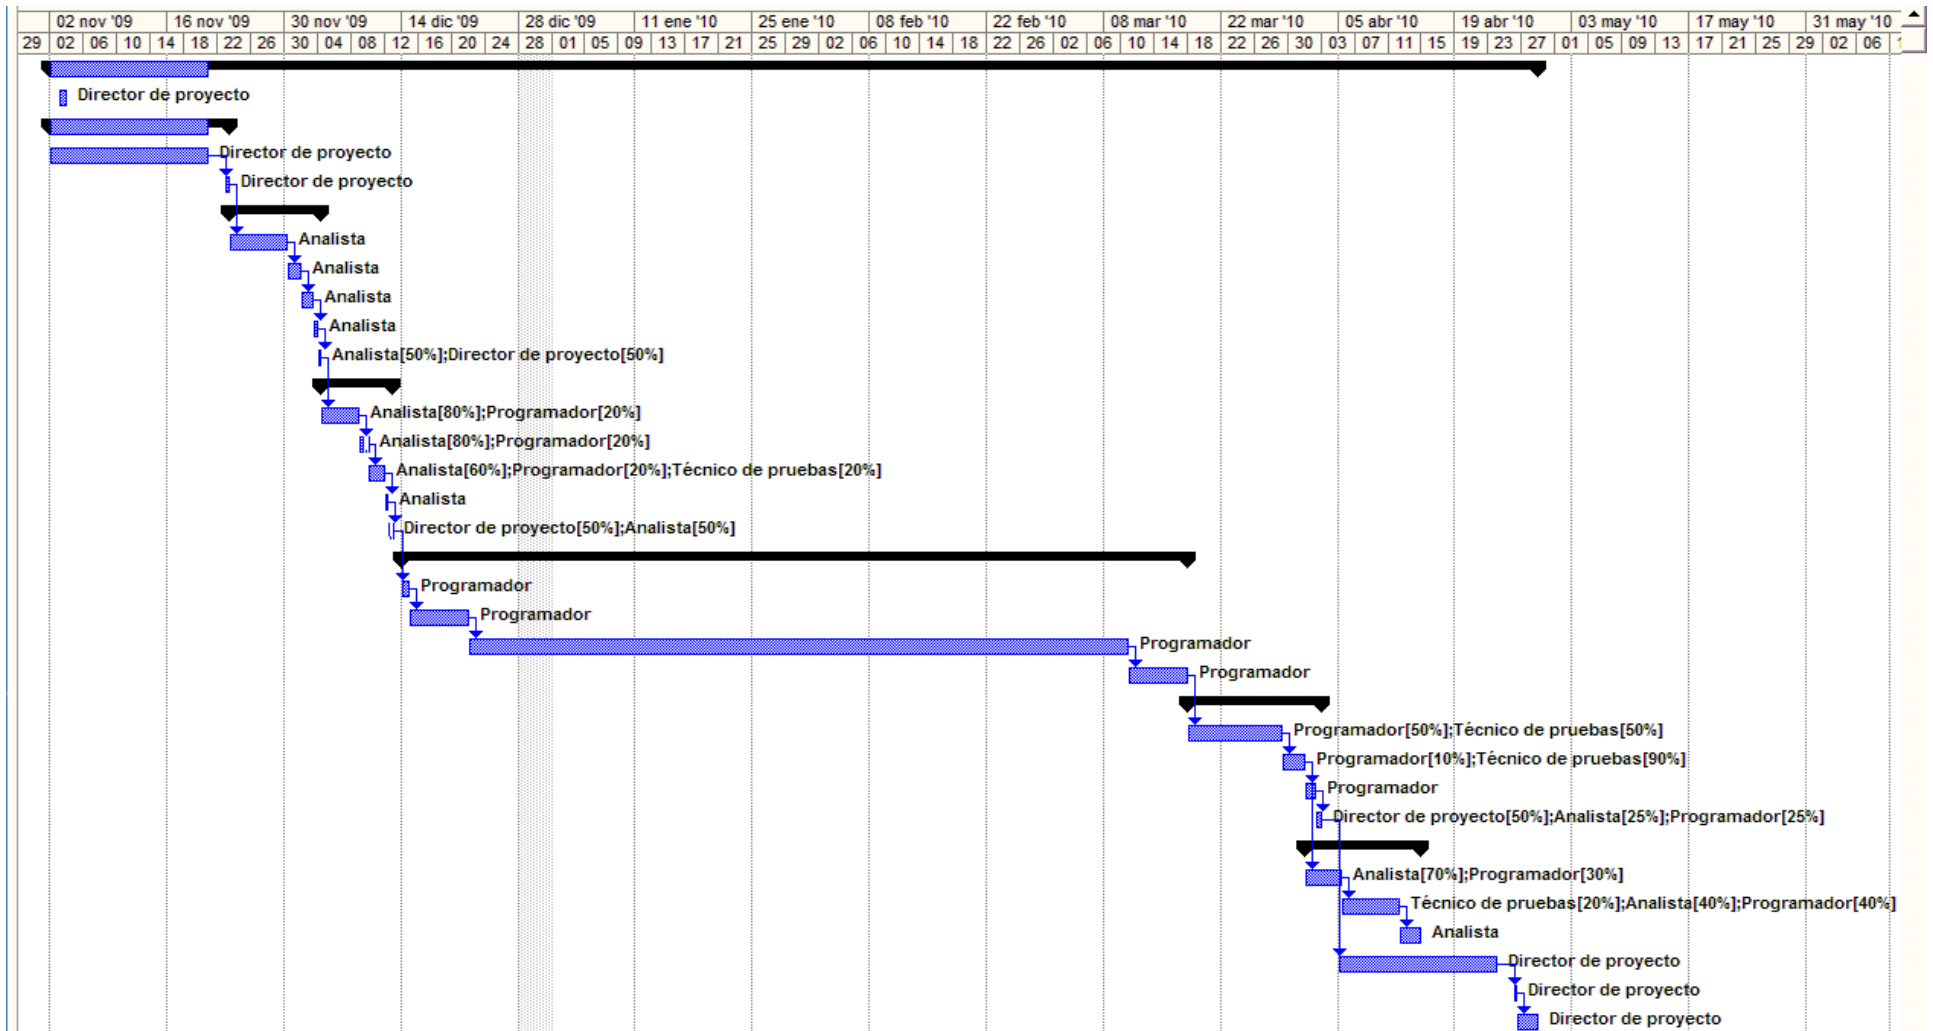 02 nov '09 16 nov '09 30 nov '09 14 dic '09 28 dic '09 11 ene '10 25 ene '10 08 feb '10 22 feb '10 08 mar '10 22 mar '10 05 abr '10 19 abr '10 03 may '10 17 may '10 31 may '10
29 02 06 10 14 18 22 26 30 04 08 12 16 20 24 28 01 05 09 13 17 21 25 29 02 06 10 14 18 22 26 02 06 10 14 18 22 26 30 03 07 11 15 19 23 27 01 05 09 13 17 21 25 29 02 06
Director de proyecto
Director de proyecto
Director de proyecto
Analista
Analista
Analista
Analista
Analista[50%];Director de proyecto[50%]
Analista[80%];Programador[20%]
Analista[80%];Programador[20%]
Analista[60%];Programador[20%];Técnico de pruebas[20%]
Analista
Director de proyecto[50%];Analista[50%]
Programador
Programador
Programador
Programador
Programador[50%];Técnico de pruebas[50%]
Programador[10%];Técnico de pruebas[90%]
Programador
Director de proyecto[50%];Analista[25%];Programador[25%]
Analista[70%];Programador[30%]
Técnico de pruebas[20%];Analista[40%];Programador[40%]
Analista
Director de proyecto
Director de proyecto
Director de proyecto